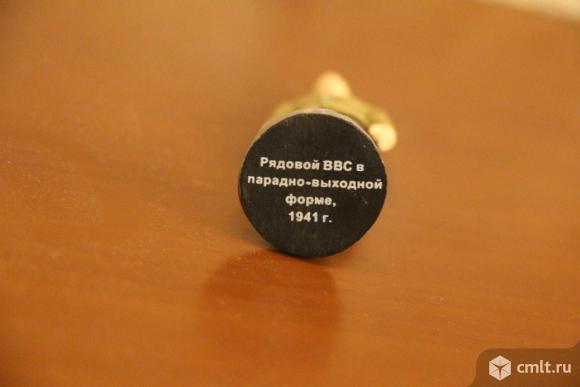 Рядовой ВВС в
парадно-выходной
форме,
1941 г.
cmlt.ru